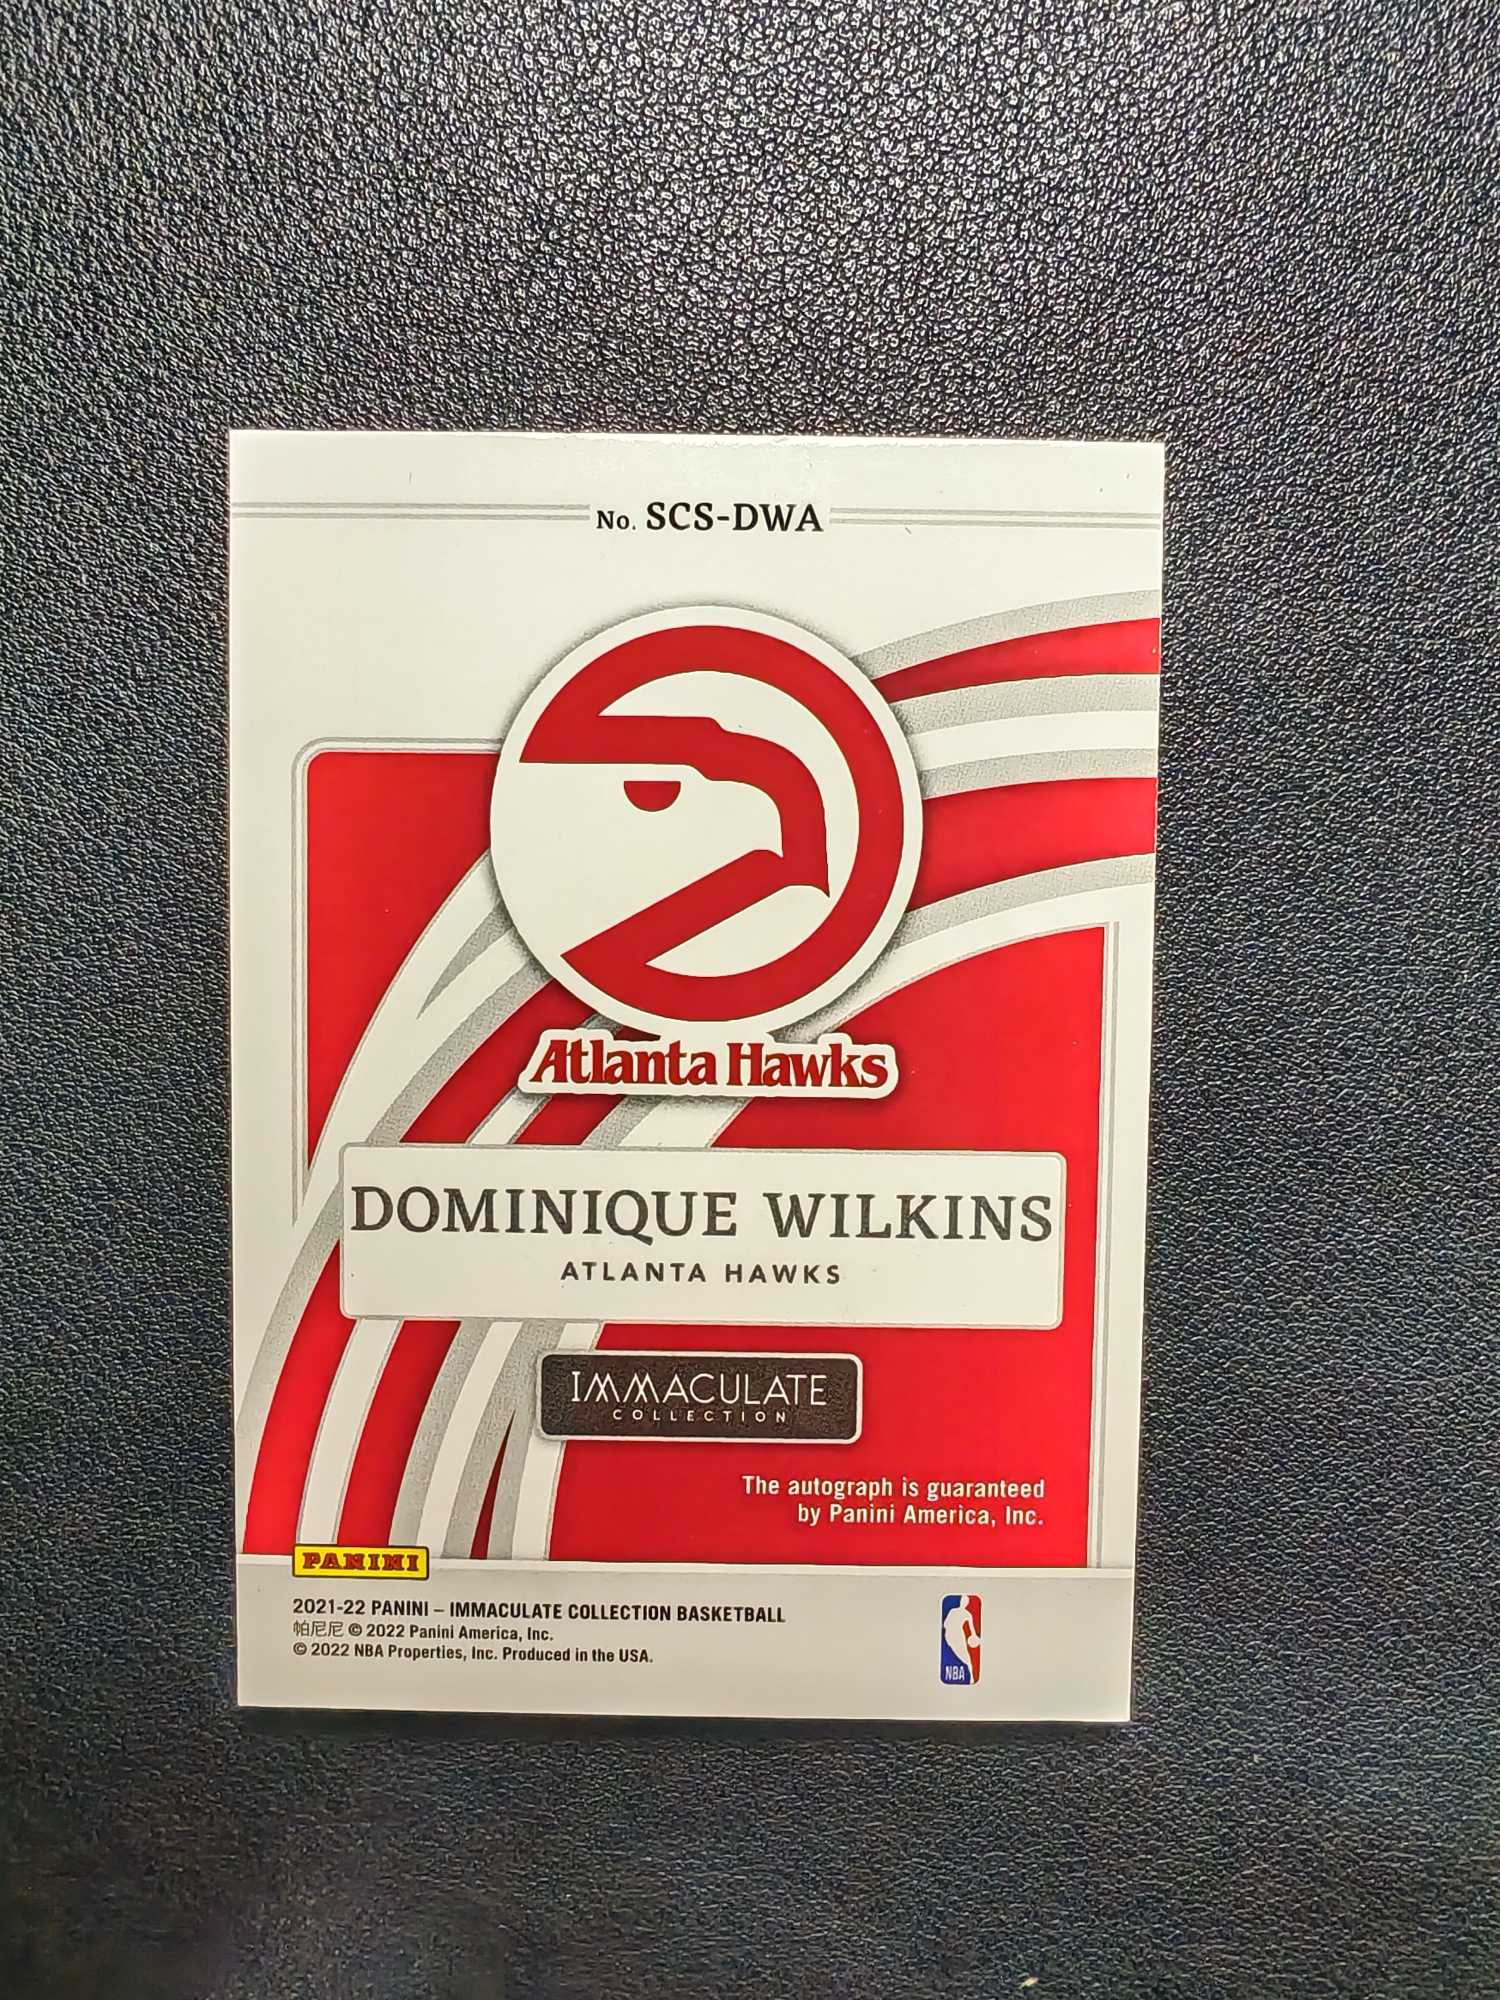 No. SCS-DWA
Atlanta Hawks
DOMINIQUE WILKINS
ATLANTA HAWKS
IMMACULATE
COLLECTION
The autograph is guaranteed
by Panini America, Inc.
PANINI
2021-22 PANINI – IMMACULATE COLLECTION BASKETBALL
帕尼尼 © 2022 Panini America, Inc.
© 2022 NBA Properties, Inc. Produced in the USA.
NBA